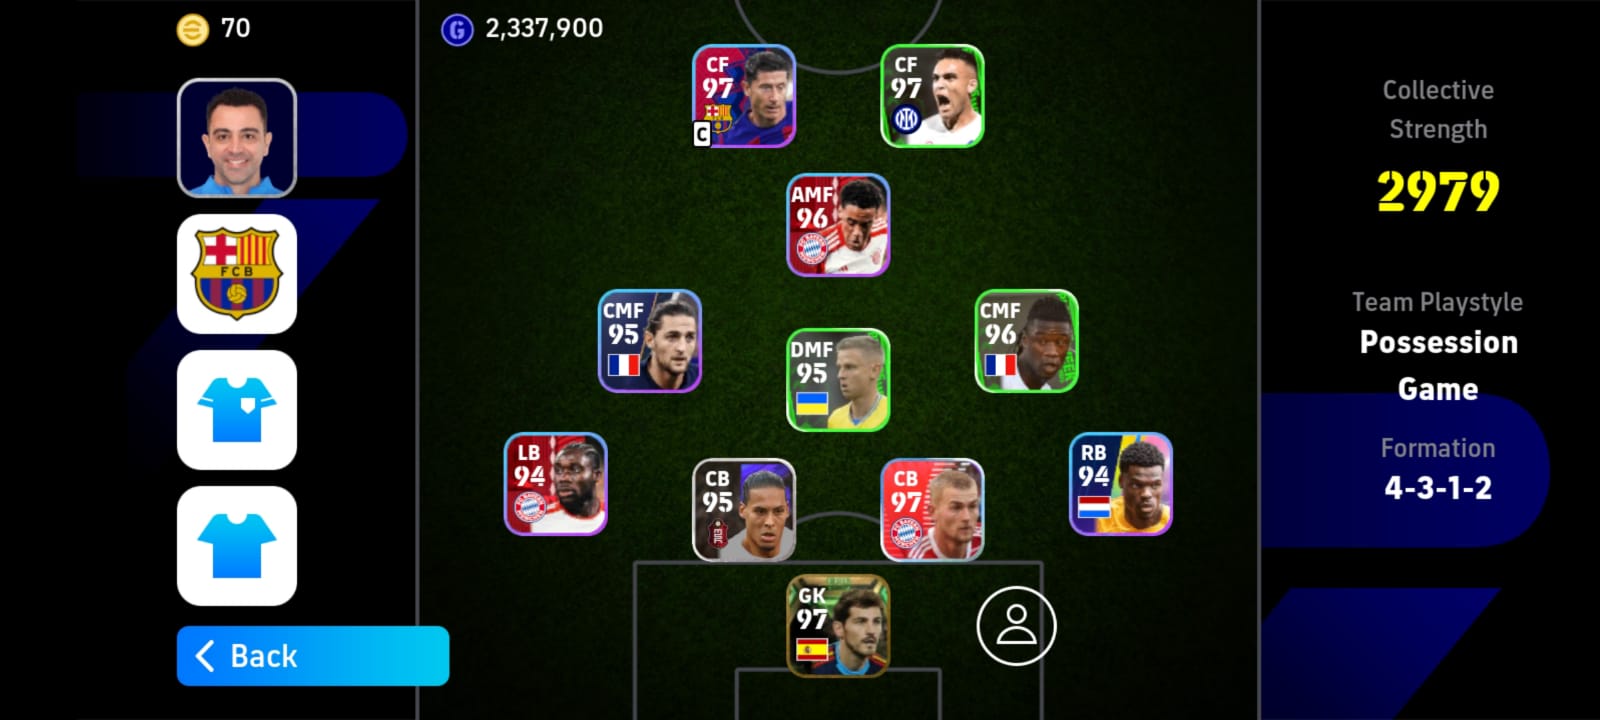 70
2,337,900
CF
97
C
CF
97
AMF
96
CMF
95
CMF
96
DMF
95
LB
94
CB
95
CB
97
RB
94
GK
97
FCB
Back
Collective
Strength
2979
Team Playstyle
Possession
Game
Formation
4-3-1-2